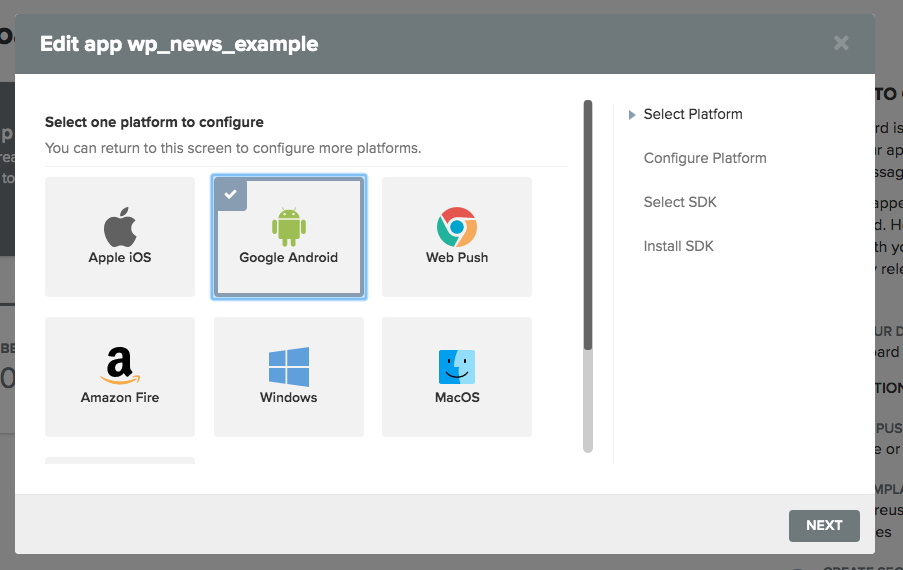 Edit app wp_news_example
Select one platform to configure
You can return to this screen to configure more platforms.
Apple iOS
Google Android
Web Push
Amazon Fire
Windows
MacOS
Select Platform
Configure Platform
Select SDK
Install SDK
NEXT